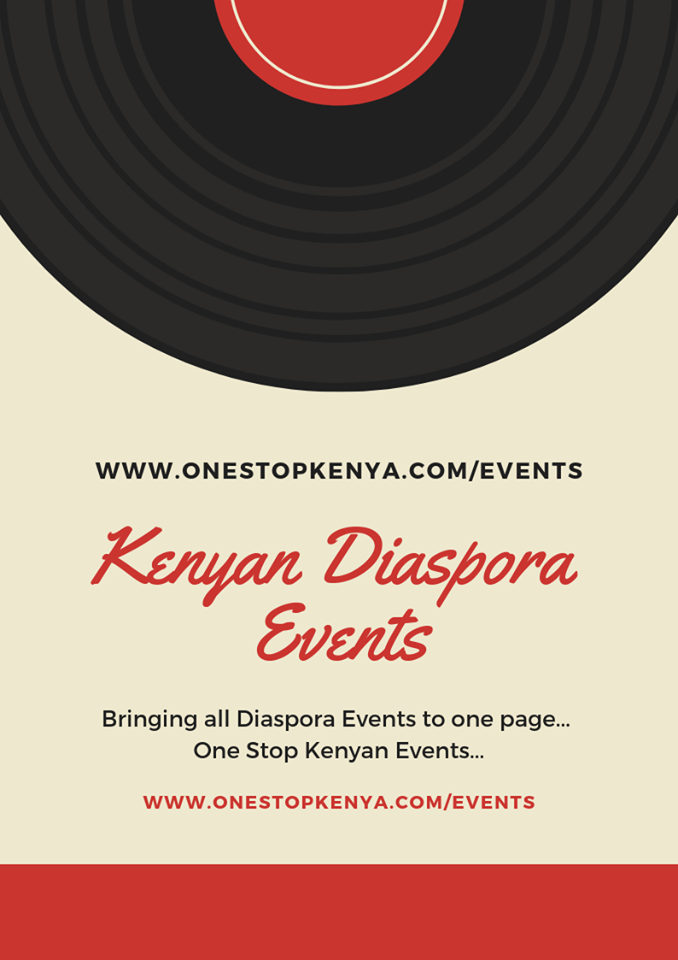 WWW.ONESTOPKENYA.COM/EVENTS
Kenyan Diaspora
Events
Bringing all Diaspora Events to one page...
One Stop Kenyan Events...
WWW.ONESTOPKENYA.COM/EVENTS